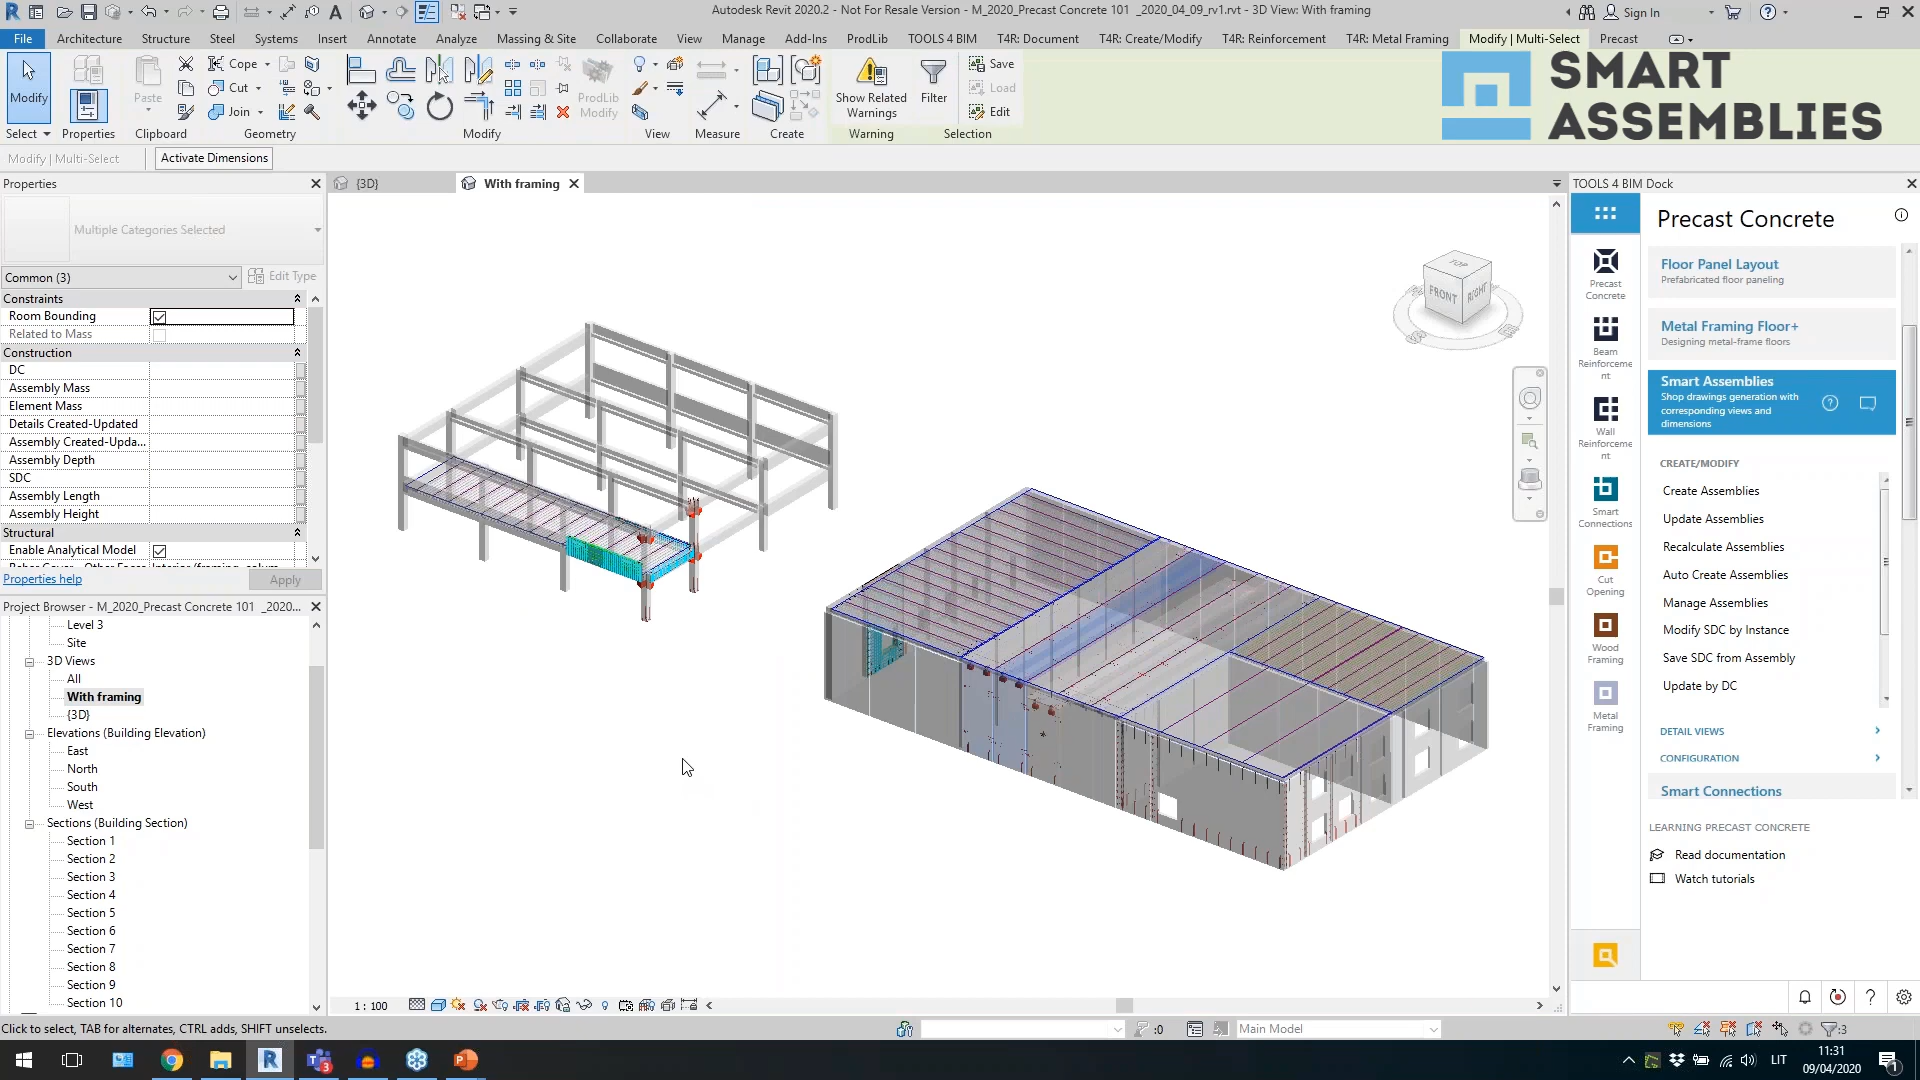 Autodesk Revit 2020.2 - Not For Resale Version - M_2020_Precast Concrete 101 _2020_04_09_rv1.rvt - 3D View: With framing
Sign In
File Architecture Structure Steel Systems Insert Annotate Analyze Massing & Site Collaborate View Manage Add-Ins ProdLib TOOLS 4 BIM T4R: Document T4R: Create/Modify T4R: Reinforcement T4R: Metal Framing Modify | Multi-Select Precast
Modify
Select
Properties
Paste
Clipboard
Cope
Cut
Join
Geometry
Modify
ProdLib
Modify
View
Measure
Create
Show Related
Warnings
Warning
Filter
Save
Load
Edit
Selection
SMART
ASSEMBLIES
Modify | Multi-Select
Activate Dimensions
Properties
Multiple Categories Selected
Common (3)
Edit Type
Constraints
Room Bounding
Related to Mass
Construction
DC
Assembly Mass
Element Mass
Details Created-Updated
Assembly Created-Upda...
Assembly Depth
SDC
Assembly Length
Assembly Height
Structural
Enable Analytical Model
Properties help
Apply
Project Browser - M_2020_Precast Concrete 101 _2020...
Level 3
Site
3D Views
All
With framing
{3D}
Elevations (Building Elevation)
East
North
South
West
Sections (Building Section)
Section 1
Section 2
Section 3
Section 4
Section 5
Section 6
Section 7
Section 8
Section 9
Section 10
{3D}
With framing
TOP
FRONT
RIGHT
1 : 100
TOOLS 4 BIM Dock
Precast
Concrete
Beam
Reinforceme
nt
Wall
Reinforceme
nt
Smart
Connections
Cut
Opening
Wood
Framing
Metal
Framing
Precast Concrete
Floor Panel Layout
Prefabricated floor paneling
Metal Framing Floor+
Designing metal-frame floors
Smart Assemblies
Shop drawings generation with
corresponding views and
dimensions
CREATE/MODIFY
Create Assemblies
Update Assemblies
Recalculate Assemblies
Auto Create Assemblies
Manage Assemblies
Modify SDC by Instance
Save SDC from Assembly
Update by DC
DETAIL VIEWS
CONFIGURATION
Smart Connections
LEARNING PRECAST CONCRETE
Read documentation
Watch tutorials
Click to select, TAB for alternates, CTRL adds, SHIFT unselects.
:0
Main Model
:3
LIT
11:31
09/04/2020